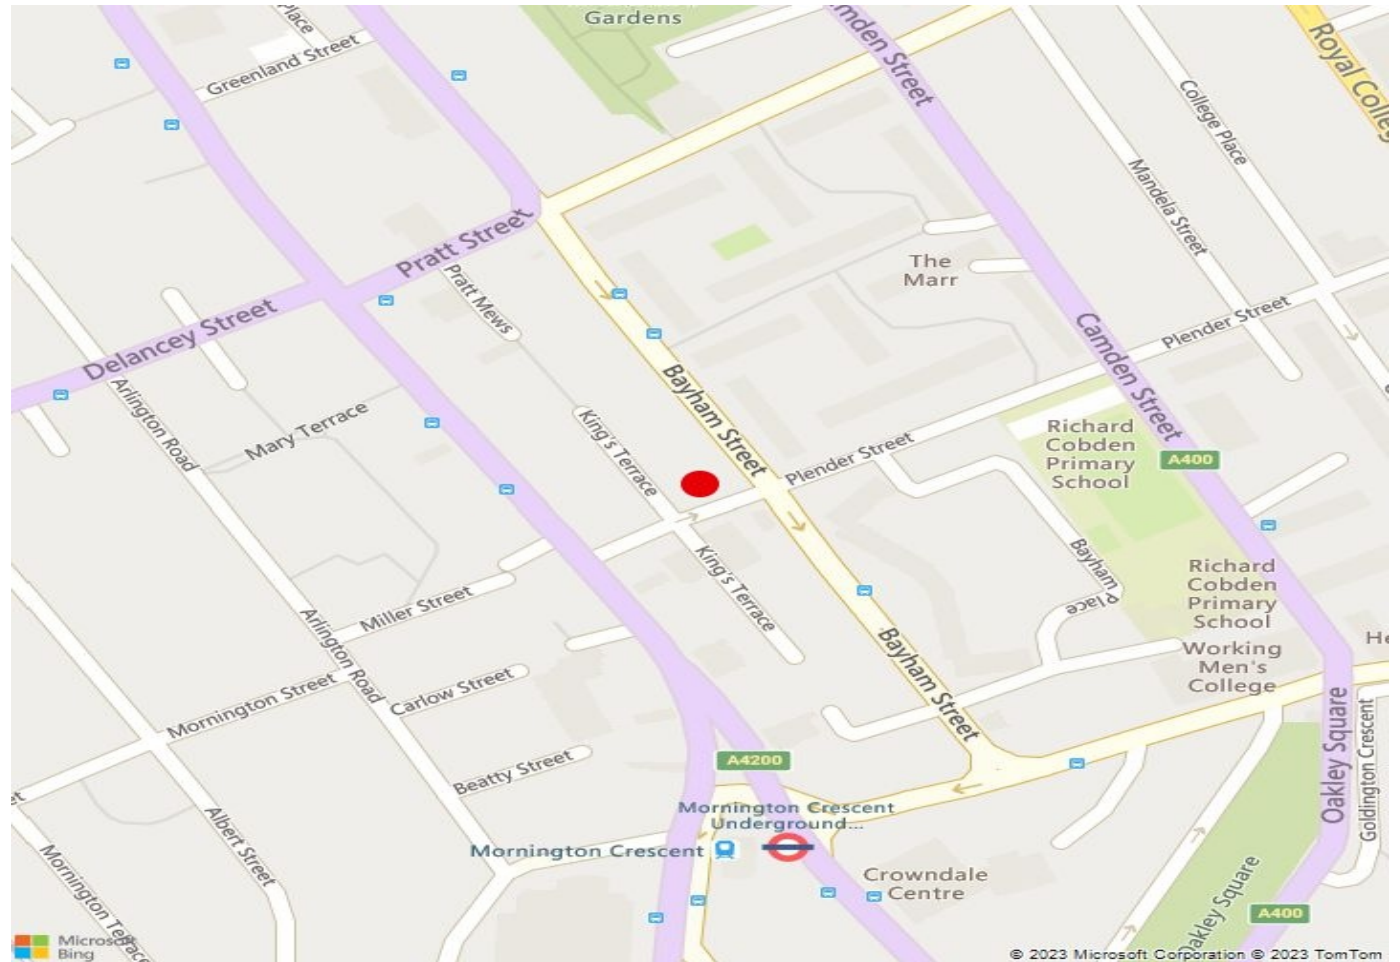 Gardens
Place
Greenland Street
Camden Street
Royal College
College Place
Mandela Street
Pratt Street
Pratt Mews
The
Marr
Delancey Street
Plender Street
Camden Street
Arlington Road
Mary Terrace
King's Terrace
Bayham Street
Plender Street
Richard
Cobden
Primary
School
A400
King's Terrace
Bayham
Place
Richard
Cobden
Primary
School
Miller Street
Arlington Road
Bayham Street
Working
Men's
College
Mornington Street
Carlow Street
Beatty Street
A4200
Oakley Square
Goldington Crescent
Mornington Crescent
Underground...
Mornington Crescent
Albert Street
Mornington Terrace
Crowndale
Centre
Oakley Square
A400
Microsoft
Bing
© 2023 Microsoft Corporation © 2023 TomTom